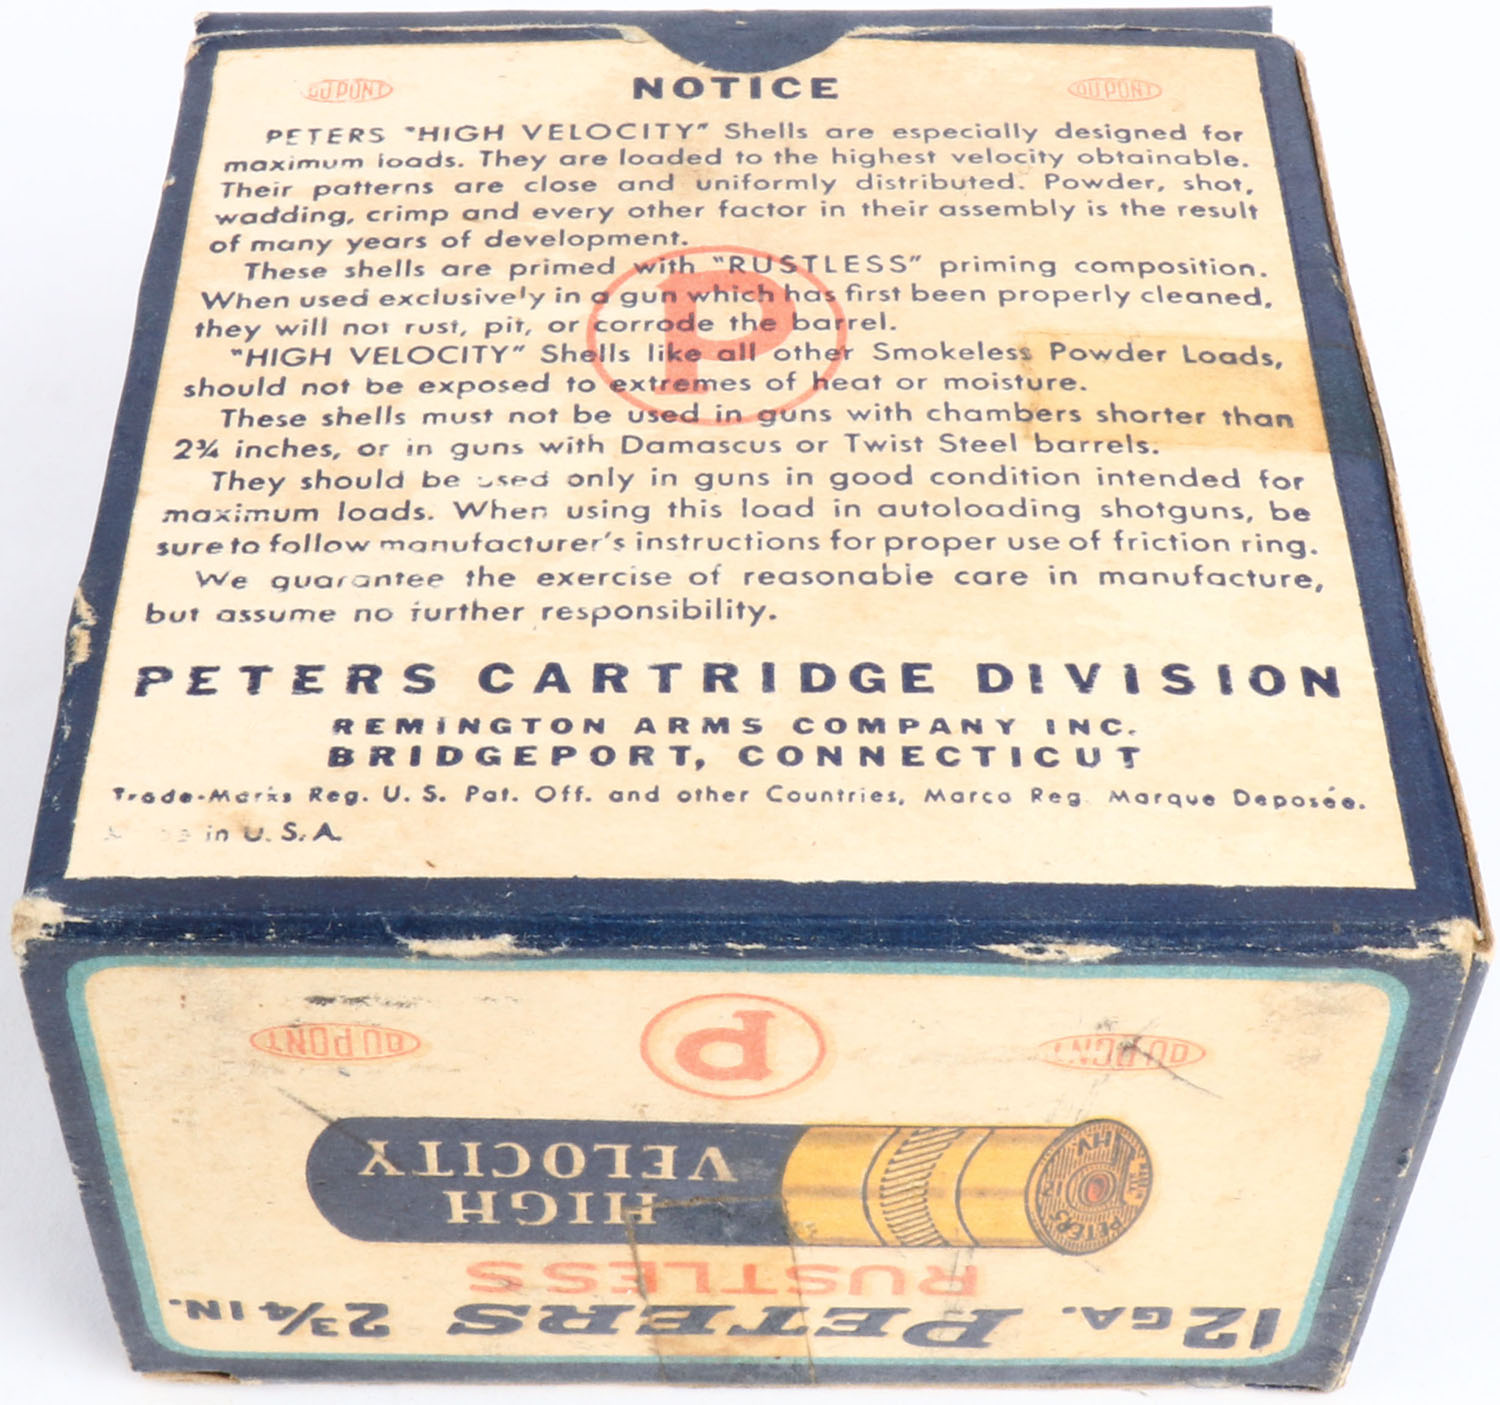 DU PONT
DU PONT
NOTICE
PETERS "HIGH VELOCITY" Shells are especially designed for
maximum loads. They are loaded to the highest velocity obtainable.
Their patterns are close and uniformly distributed. Powder, shot,
wadding, crimp and every other factor in their assembly is the result
of many years of development.
These shells are primed with "RUSTLESS" priming composition.
When used exclusively in a gun which has first been properly cleaned,
they will not rust, pit, or corrode the barrel.
"HIGH VELOCITY" Shells like all other Smokeless Powder Loads,
should not be exposed to extremes of heat or moisture.
These shells must not be used in guns with chambers shorter than
2¾ inches, or in guns with Damascus or Twist Steel barrels.
They should be used only in guns in good condition intended for
maximum loads. When using this load in autoloading shotguns, be
sure to follow manufacturer's instructions for proper use of friction ring.
We guarantee the exercise of reasonable care in manufacture,
but assume no further responsibility.
P
PETERS CARTRIDGE DIVISION
REMINGTON ARMS COMPANY INC.
BRIDGEPORT, CONNECTICUT
Trade-Marks Reg. U. S. Pat. Off. and other Countries, Marca Reg. Marque Deposée.
in U. S. A.
12 GA. PETERS 2¾ IN.
RUSTLESS
HIGH
VELOCITY
PETERS
HV
DU PONT
P
DU PONT